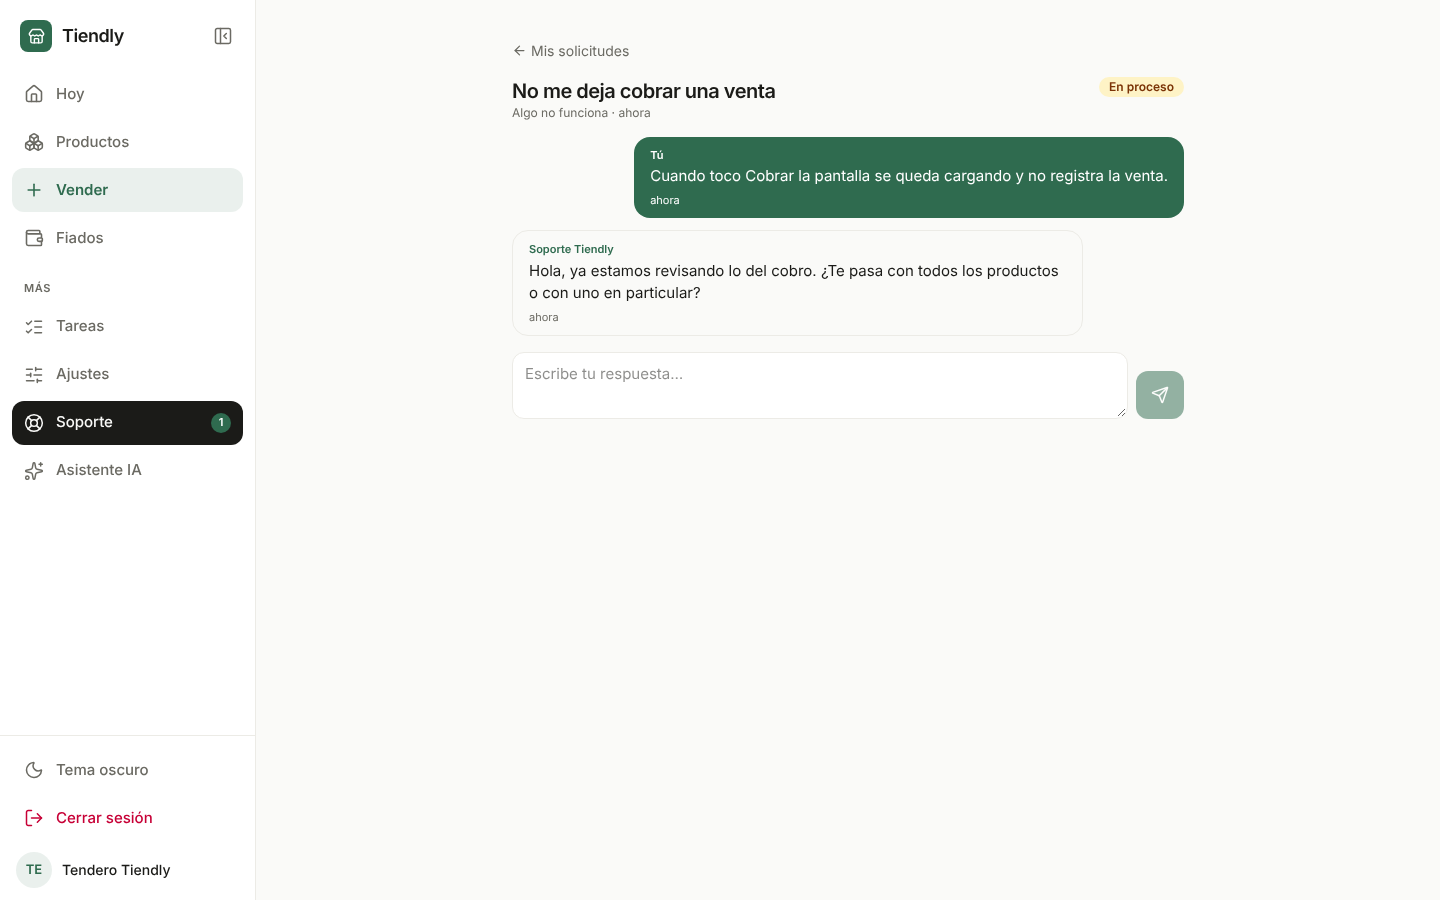 Tiendly
Hoy
Productos
Vender
Fiados
MÁS
Tareas
Ajustes
Soporte 1
Asistente IA
Tema oscuro
Cerrar sesión
TE Tendero Tiendly
← Mis solicitudes
No me deja cobrar una venta
En proceso
Algo no funciona · ahora
Tú
Cuando toco Cobrar la pantalla se queda cargando y no registra la venta.
ahora
Soporte Tiendly
Hola, ya estamos revisando lo del cobro. ¿Te pasa con todos los productos
o con uno en particular?
ahora
Escribe tu respuesta...